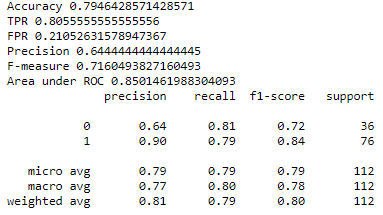 Accuracy 0.7946428571428571
TPR 0.8055555555555556
FPR 0.21052631578947367
Precision 0.6444444444444445
F-measure 0.7160493827160493
Area under ROC 0.8501461988304093
precision recall f1-score support
0 0.64 0.81 0.72 36
1 0.90 0.79 0.84 76
micro avg 0.79 0.79 0.79 112
macro avg 0.77 0.80 0.78 112
weighted avg 0.81 0.79 0.80 112